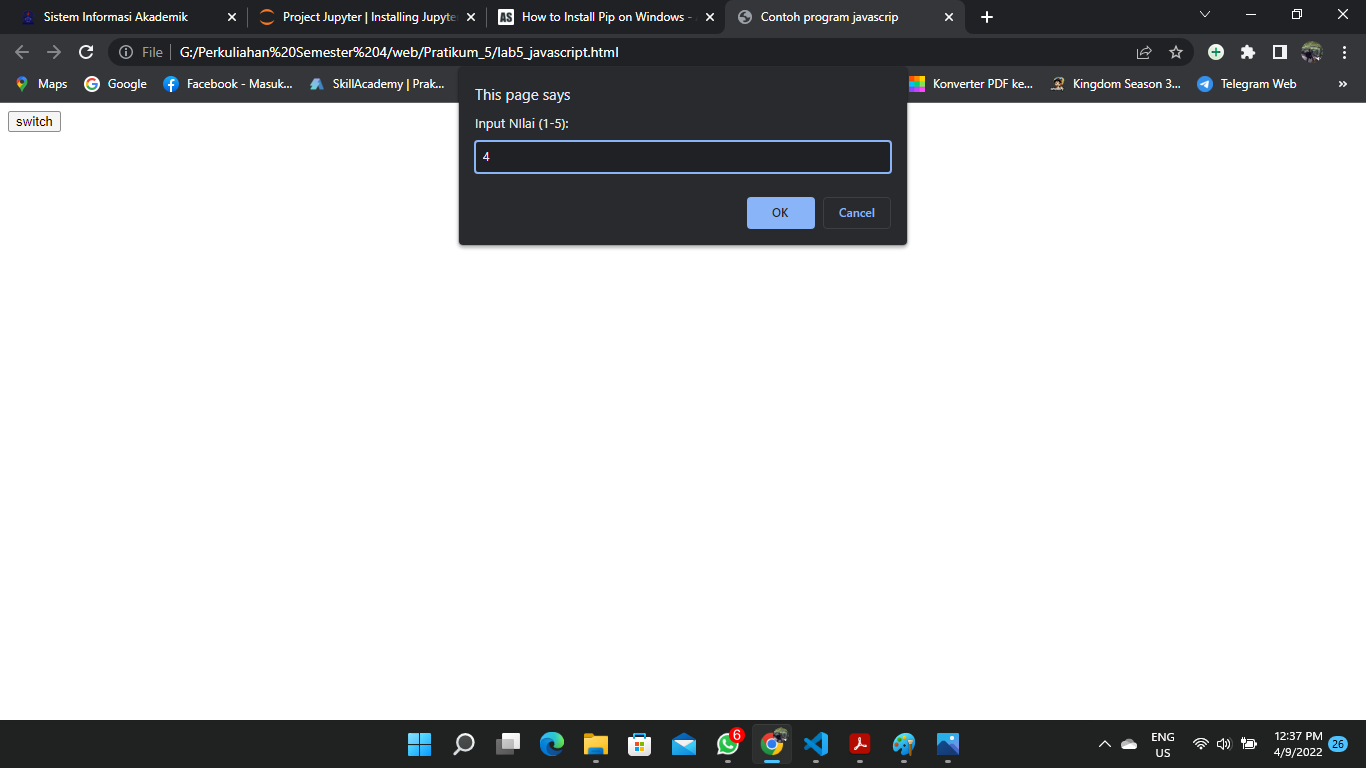 Sistem Informasi Akademik
Project Jupyter | Installing Jupyte
AS How to Install Pip on Windows -
Contoh program javascrip
File G:/Perkuliahan%20Semester%204/web/Pratikum_5/lab5_javascript.html
Maps Google Facebook - Masuk... SkillAcademy | Prak... Konverter PDF ke... Kingdom Season 3... Telegram Web »
switch
This page says
Input NIlai (1-5):
4
OK Cancel
6
ENG
US
12:37 PM
4/9/2022
26